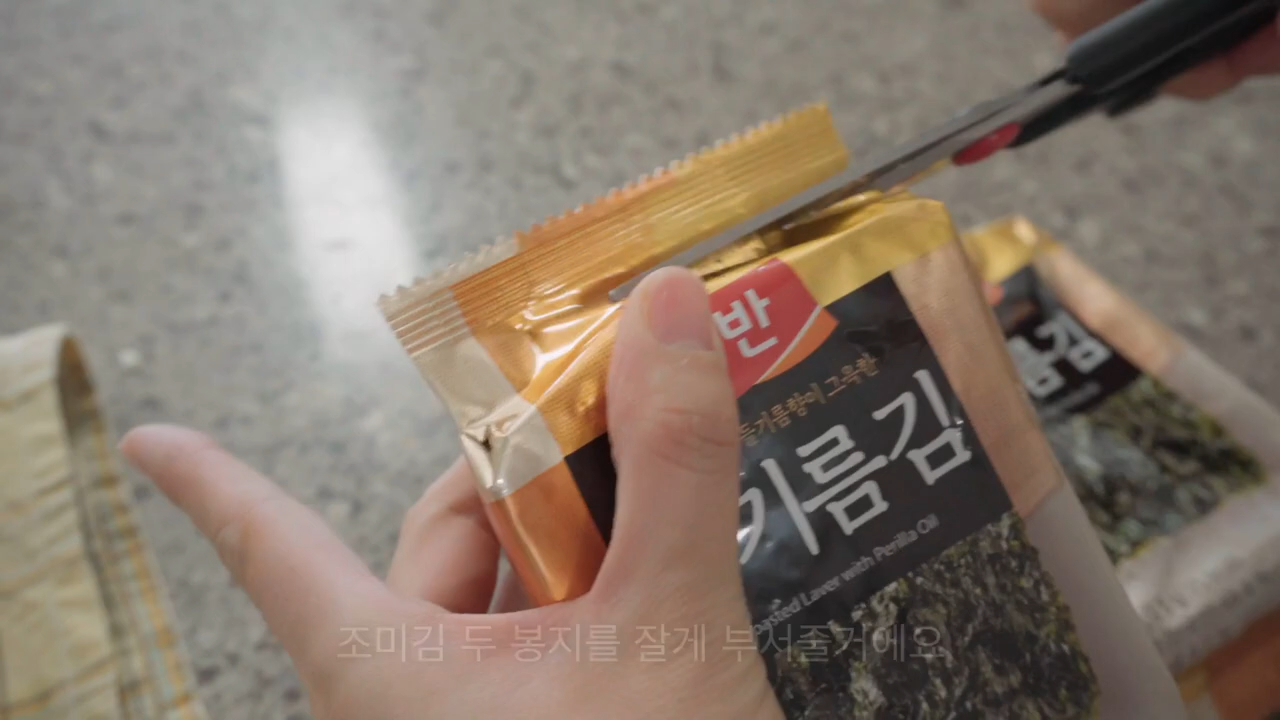 반
들기름향이 그윽한
기름김
Roasted Laver with Perilla Oil
름김
조미김 두 봉지를 잘게 부셔줄거에요